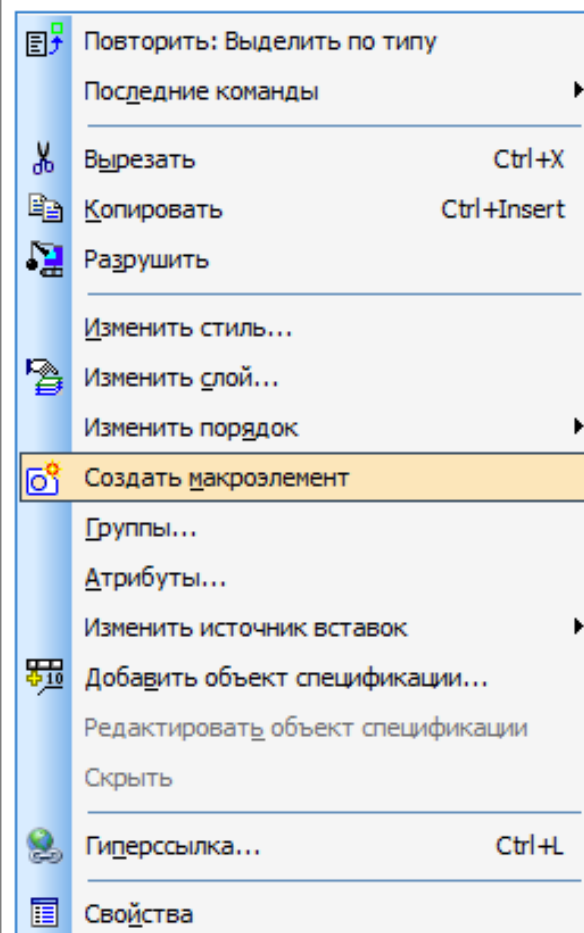 Повторить: Выделить по типу
Последние команды
Вырезать Ctrl+X
Копировать Ctrl+Insert
Разрушить
Изменить стиль...
Изменить слой...
Изменить порядок
Создать макроэлемент
Группы...
Атрибуты...
Изменить источник вставок
Добавить объект спецификации...
Редактировать объект спецификации
Скрыть
Гиперссылка... Ctrl+L
Свойства